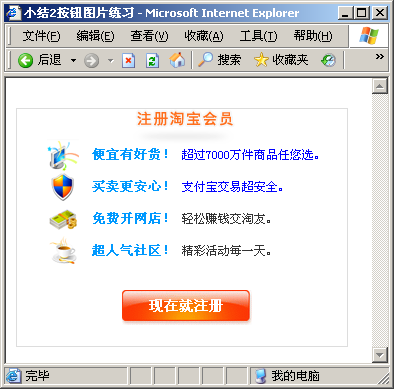 小结2按钮图片练习 - Microsoft Internet Explorer
文件(F) 编辑(E) 查看(V) 收藏(A) 工具(T) 帮助(H)
后退 搜索 收藏夹 »
注册淘宝会员
便宜有好货！ 超过7000万件商品任您选。
买卖更安心！ 支付宝交易超安全。
免费开网店！ 轻松赚钱交淘友。
超人气社区！ 精彩活动每一天。
现在就注册
完毕 我的电脑